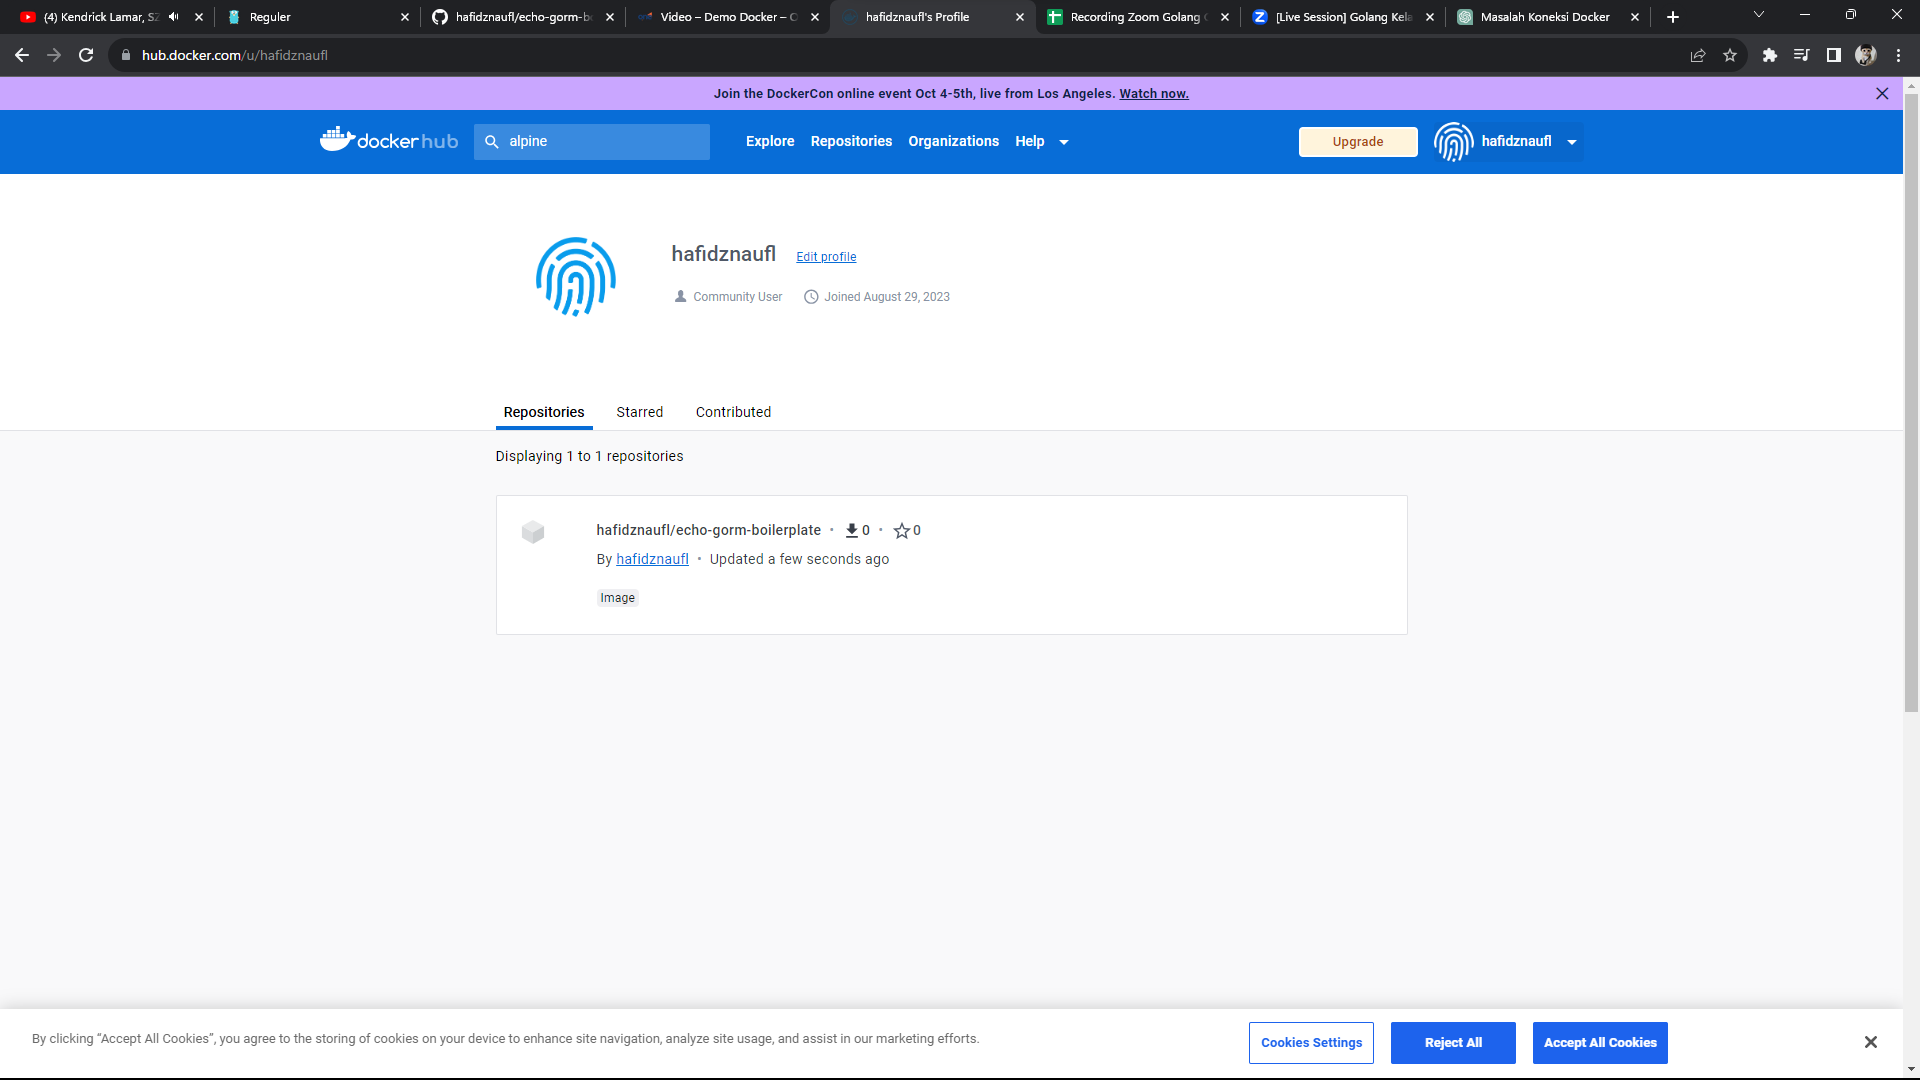 (4) Kendrick Lamar, SZ
Reguler
hafidznaufl/echo-gorm-bo
Video – Demo Docker – C
hafidznaufl's Profile
Recording Zoom Golang
[Live Session] Golang Kela
Masalah Koneksi Docker
hub.docker.com/u/hafidznaufl
Join the DockerCon online event Oct 4-5th, live from Los Angeles. Watch now.
docker hub
alpine
Explore
Repositories
Organizations
Help
Upgrade
hafidznaufl
hafidznaufl
Edit profile
Community User
Joined August 29, 2023
Repositories
Starred
Contributed
Displaying 1 to 1 repositories
hafidznaufl/echo-gorm-boilerplate • 0 • 0
By hafidznaufl • Updated a few seconds ago
Image
By clicking “Accept All Cookies”, you agree to the storing of cookies on your device to enhance site navigation, analyze site usage, and assist in our marketing efforts.
Cookies Settings
Reject All
Accept All Cookies